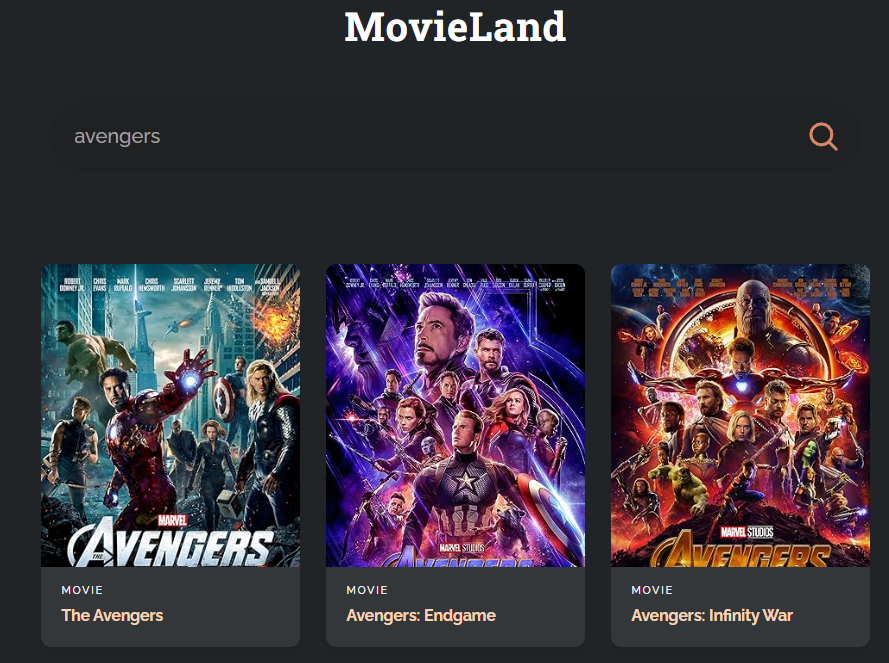 MovieLand
avengers
ROBERT DOWNEY JR.
CHRIS EVANS
MARK RUFFALO
CHRIS HEMSWORTH
SCARLETT JOHANSSON
JEREMY RENNER
TOM HIDDLESTON
AND SAMUEL L. JACKSON
MARVEL
THE AVENGERS
MARVEL STUDIOS
AVENGERS
MARVEL STUDIOS
AVENGERS
MOVIE
The Avengers
MOVIE
Avengers: Endgame
MOVIE
Avengers: Infinity War